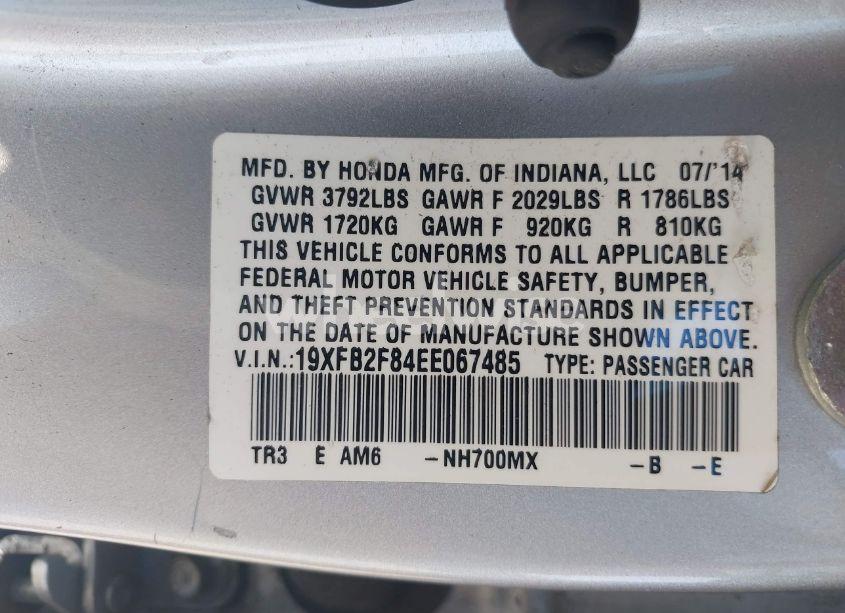 MFD. BY HONDA MFG. OF INDIANA, LLC 07/'14
GVWR 3792LBS GAWR F 2029LBS R 1786LBS
GVWR 1720KG GAWR F 920KG R 810KG
THIS VEHICLE CONFORMS TO ALL APPLICABLE
FEDERAL MOTOR VEHICLE SAFETY, BUMPER,
AND THEFT PREVENTION STANDARDS IN EFFECT
ON THE DATE OF MANUFACTURE SHOWN ABOVE.
V.I.N.:19XFB2F84EE067485 TYPE: PASSENGER CAR
TR3 E AM6 -NH700MX -B -E